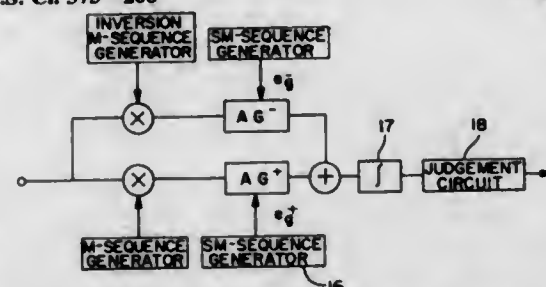 INVERSION
M-SEQUENCE
GENERATOR
SM-SEQUENCE
GENERATOR
AG⁻
17
18
AG⁺
JUDGEMENT
CIRCUIT
M-SEQUENCE
GENERATOR
SM-SEQUENCE
GENERATOR
16